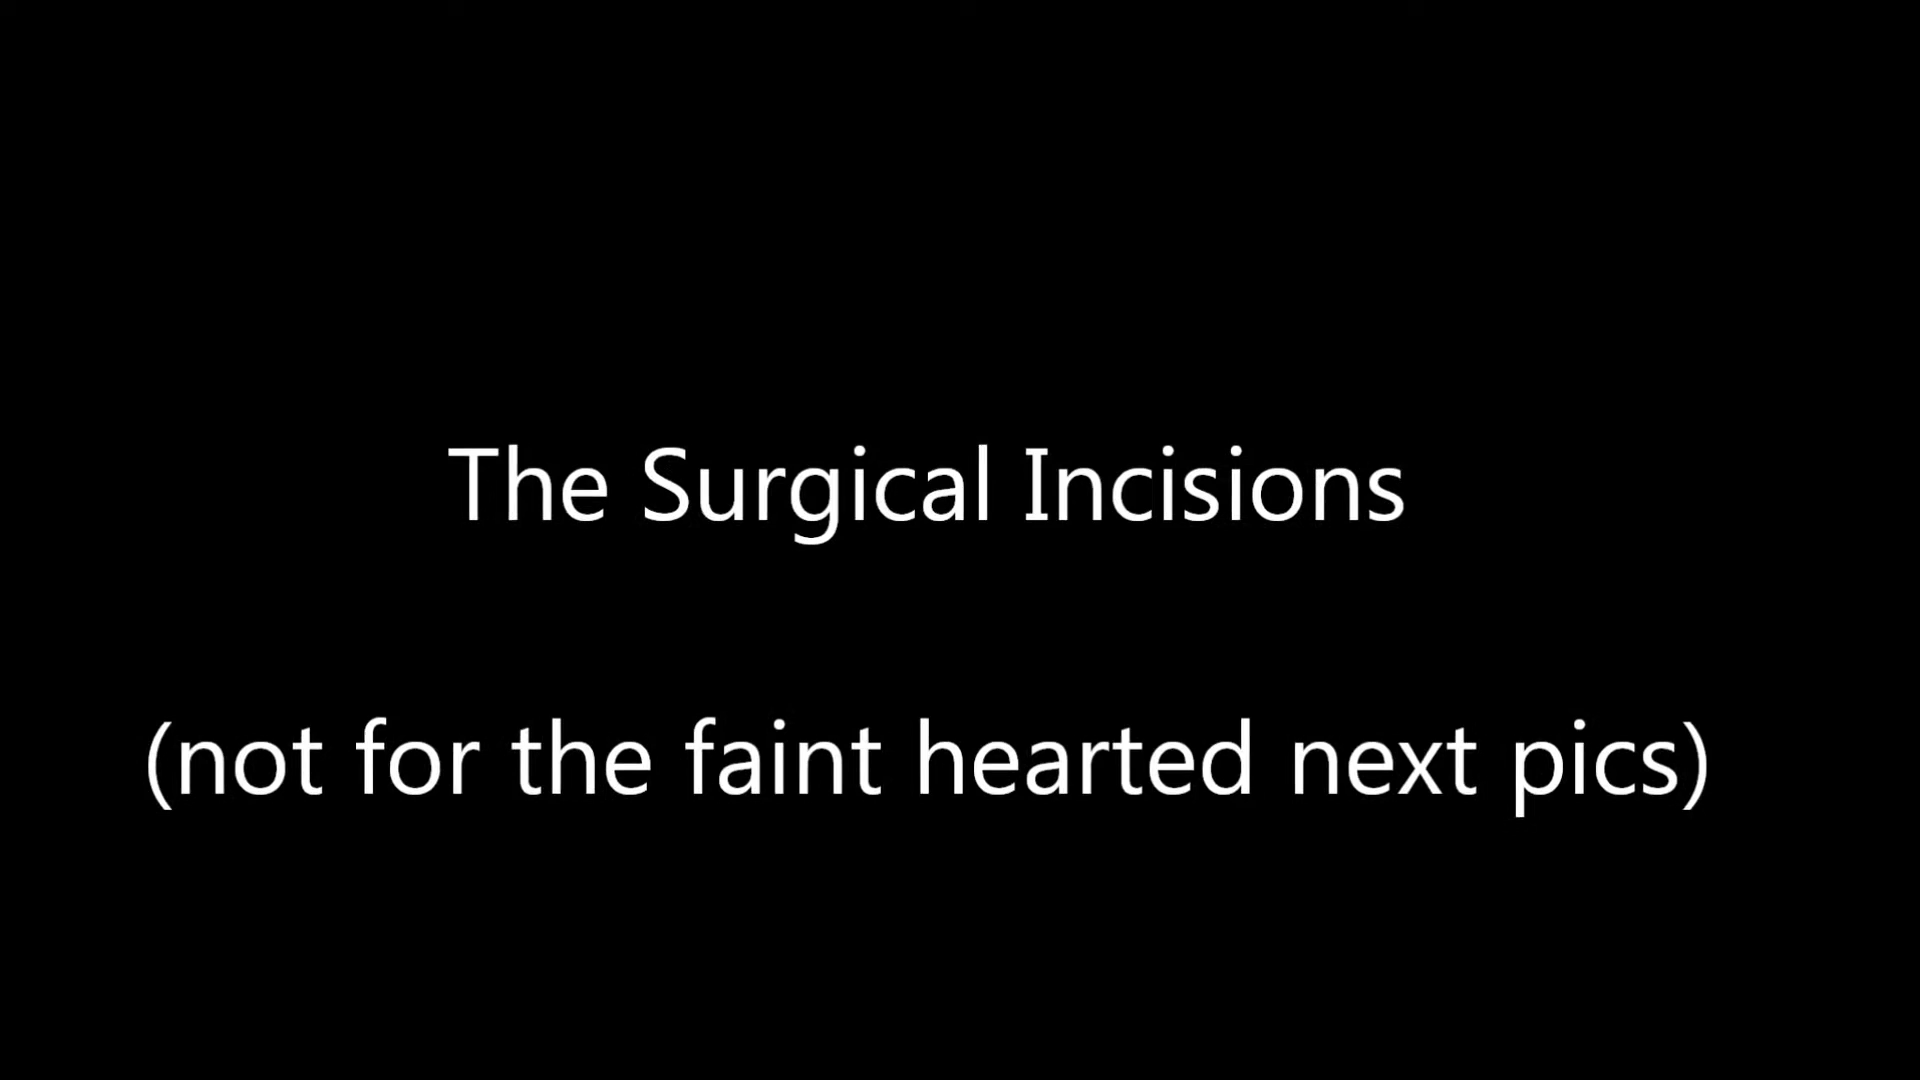 The Surgical Incisions
(not for the faint hearted next pics)